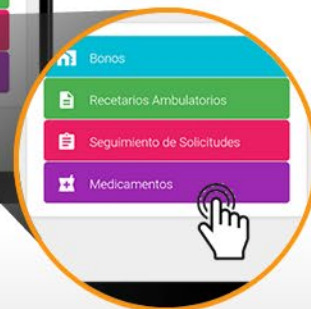 Bonos
Recetarios Ambulatorios
Seguimiento de Solicitudes
Medicamentos